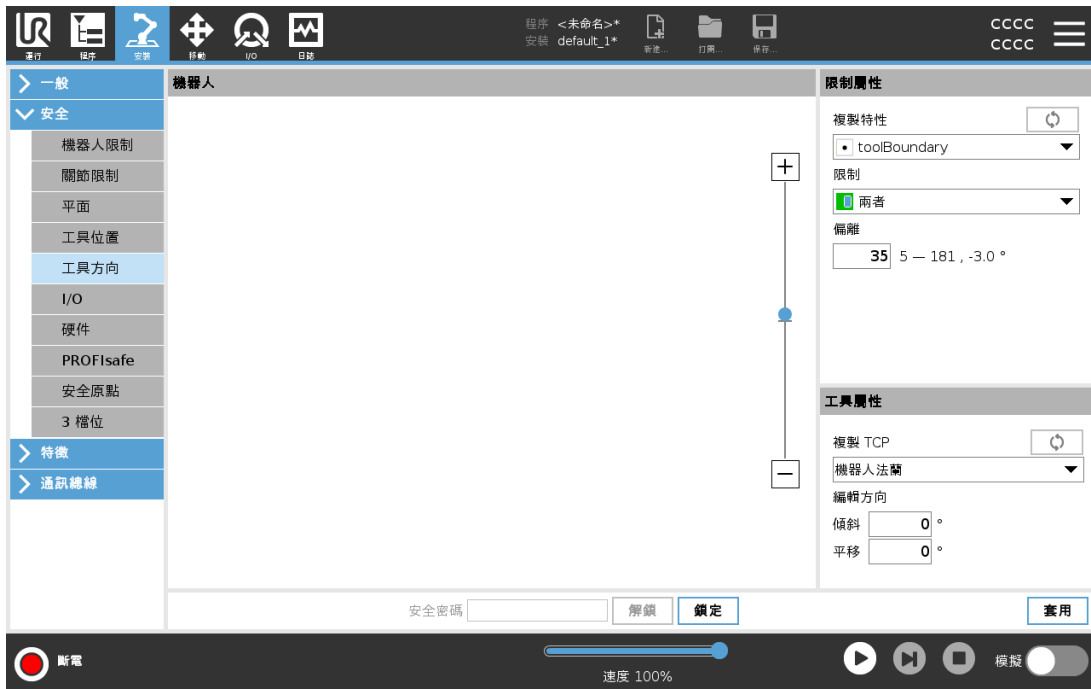 UR
運行
程序
安裝
移動
I/O
日誌
程序 <未命名>*
安裝 default_1*
新建...
打開...
保存...
cccc
cccc
一般
安全
機器人限制
關節限制
平面
工具位置
工具方向
I/O
硬件
PROFIsafe
安全原點
3 檔位
特徵
通訊總線
機器人
限制屬性
複製特性
toolBoundary
限制
兩者
偏離
35 5 — 181 , -3.0 °
工具屬性
複製 TCP
機器人法蘭
編輯方向
傾斜 0 °
平移 0 °
安全密碼 解鎖 鎖定
套用
斷電
速度 100%
模擬